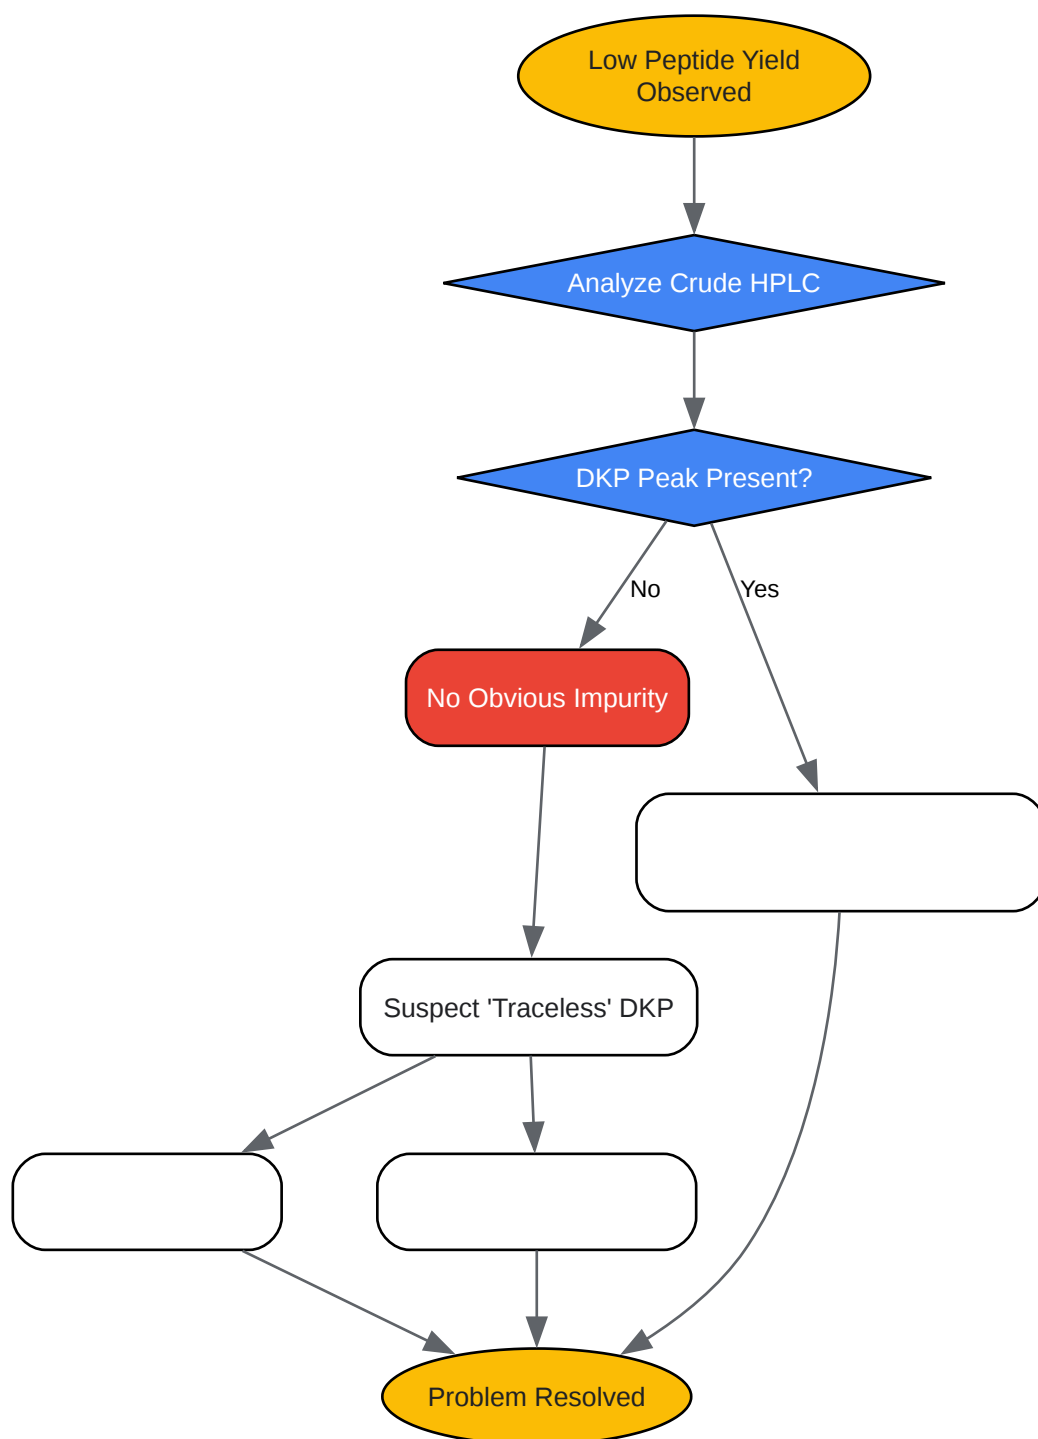 Low Peptide Yield
Observed
Analyze Crude HPLC
DKP Peak Present?
No
Yes
No Obvious Impurity
Suspect 'Traceless' DKP
Problem Resolved